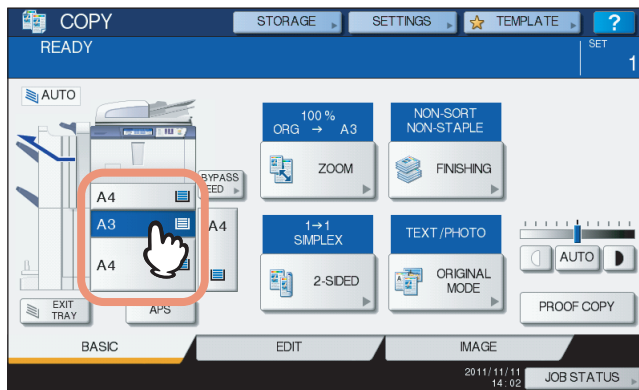 COPY
STORAGE
SETTINGS
TEMPLATE
?
READY
SET
1
AUTO
100 %
ORG → A3
ZOOM
NON-SORT
NON-STAPLE
FINISHING
BYPASS
FEED
A4
A3
A4
A4
1→1
SIMPLEX
2-SIDED
TEXT/PHOTO
ORIGINAL
MODE
AUTO
EXIT
TRAY
APS
PROOF COPY
BASIC
EDIT
IMAGE
2011/11/11
14:02
JOB STATUS